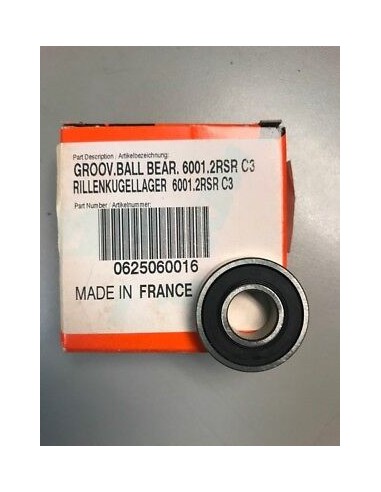 Part Description / Artikelbezeichnung:
GROOV.BALL BEAR. 6001.2RSR C3
RILLENKUGELLAGER 6001.2RSR C3
Part Number / Artikelnummer:
0625060016
MADE IN FRANCE